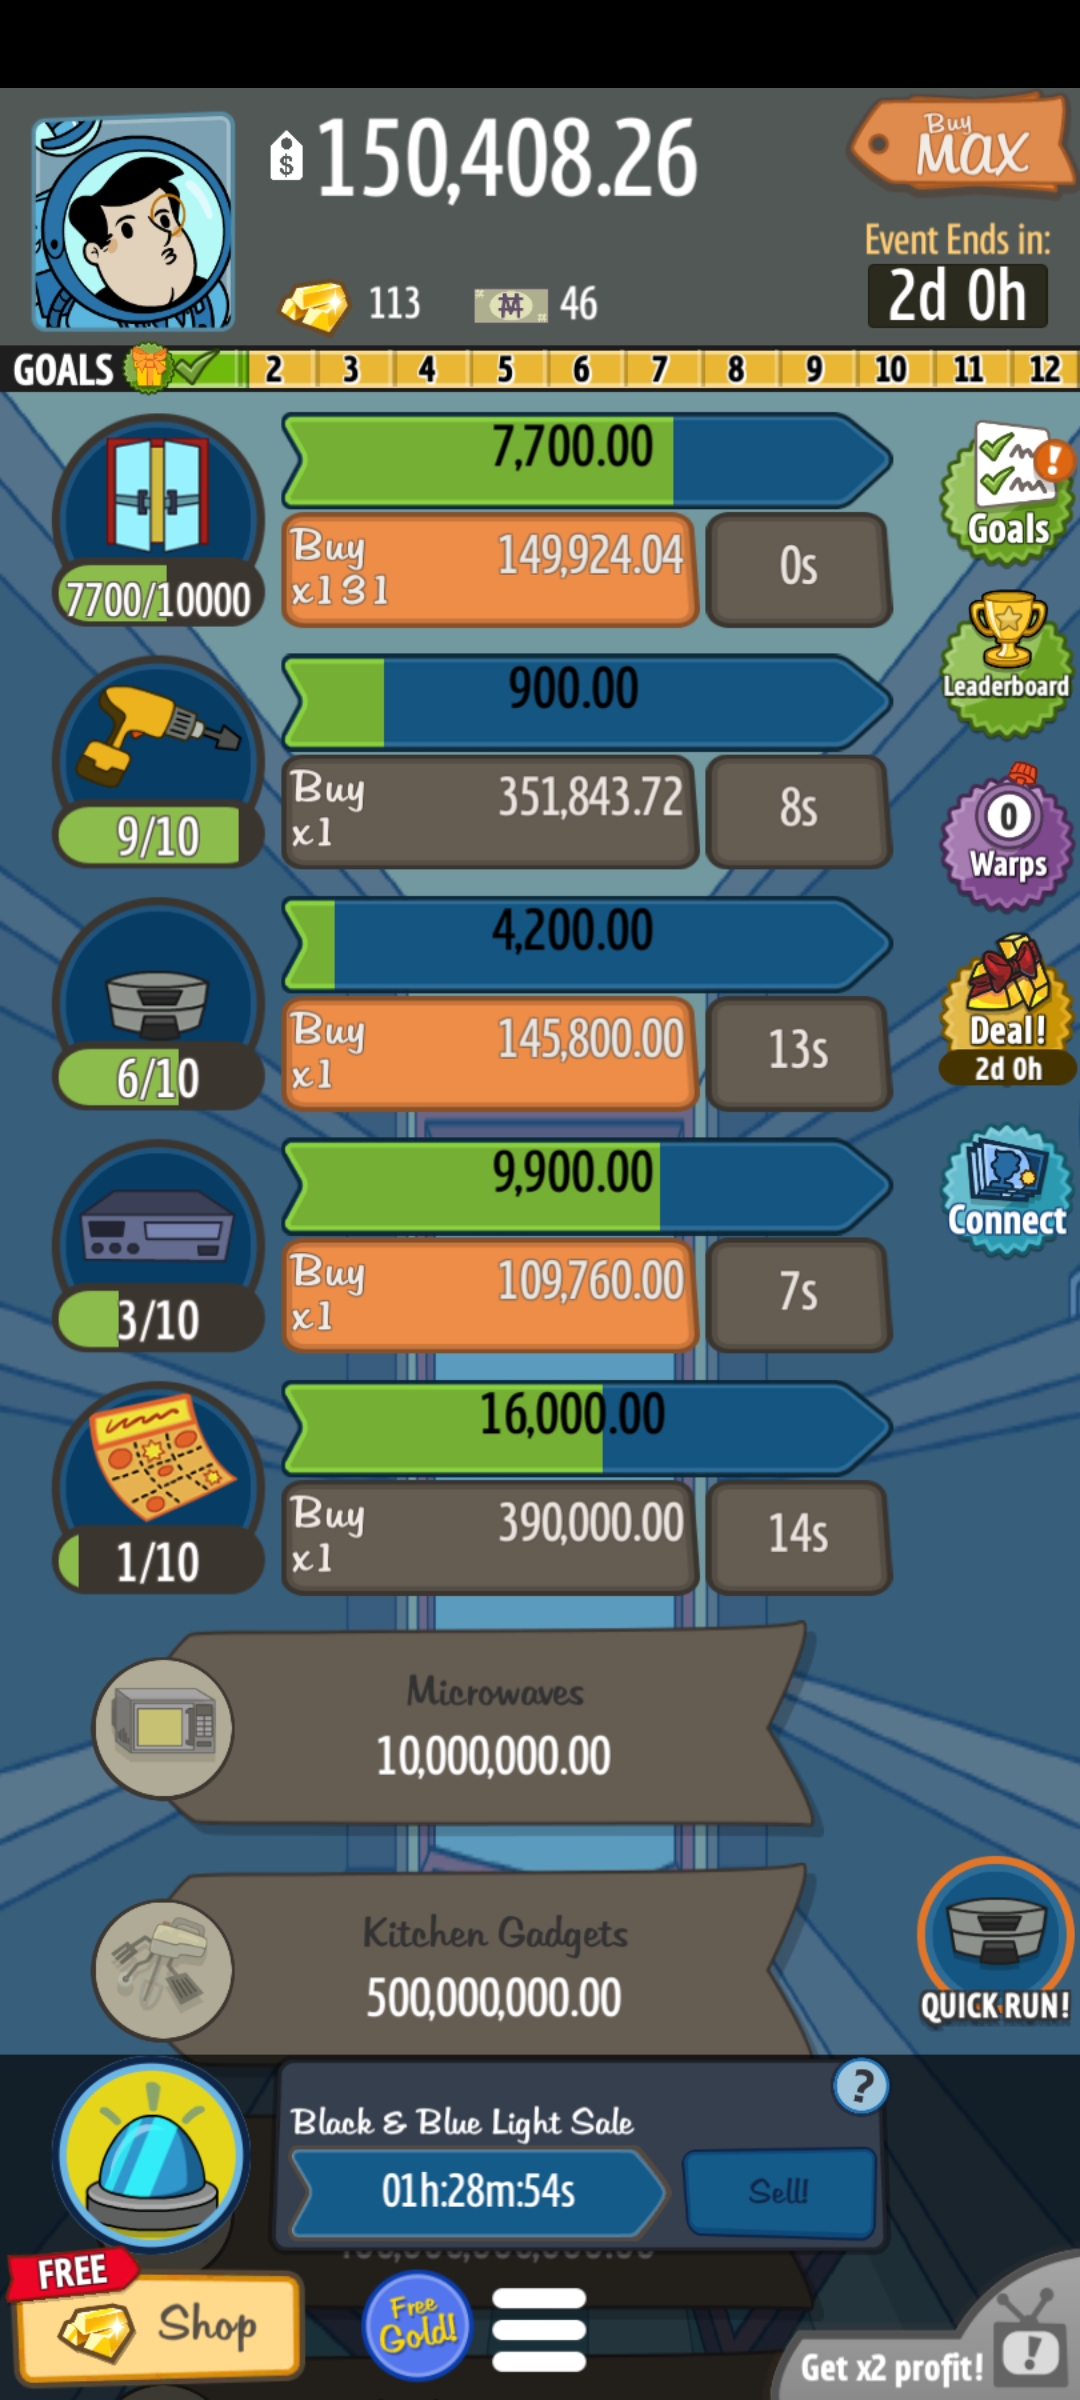 $ 150,408.26
Buy
MAX
Event Ends in:
2d 0h
113
46
GOALS 2 3 4 5 6 7 8 9 10 11 12
7,700.00
Buy 149,924.04
x131
0s
7700/10000
Goals
Leaderboard
900.00
Buy 351,843.72
x1
8s
9/10
0
Warps
4,200.00
Buy 145,800.00
x1
13s
6/10
Deal!
2d 0h
9,900.00
Buy 109,760.00
x1
7s
3/10
Connect
16,000.00
Buy 390,000.00
x1
14s
1/10
Microwaves
10,000,000.00
Kitchen Gadgets
500,000,000.00
QUICK RUN!
?
Black & Blue Light Sale
01h:28m:54s
Sell!
FREE
Shop
Free
Gold!
Get x2 profit!